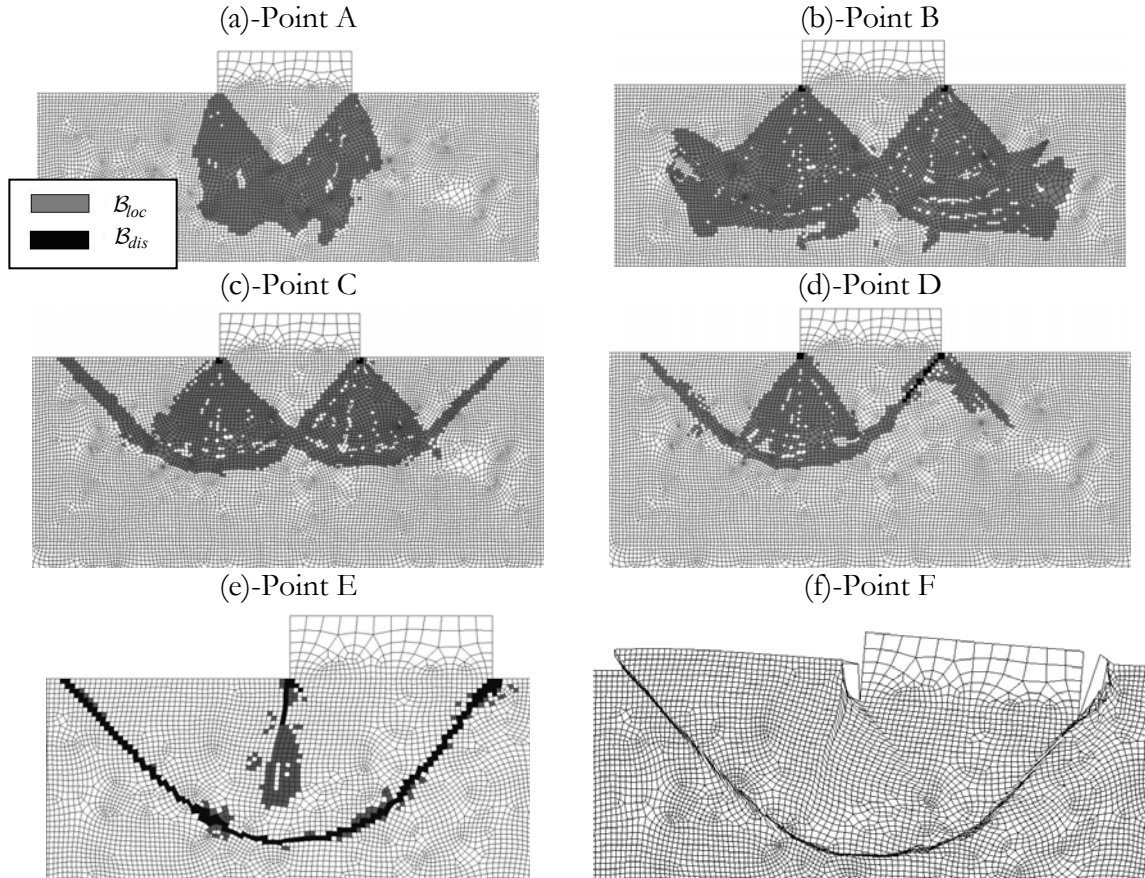 (a)-Point A
(b)-Point B
B_loc
B_dis
(c)-Point C
(d)-Point D
(e)-Point E
(f)-Point F